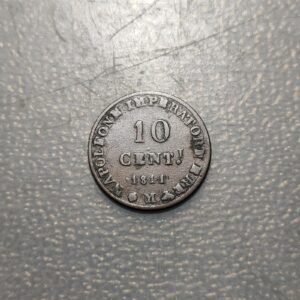 NAPOLEONE IMPERATORE E RE
10
CENT!
·1811·
M